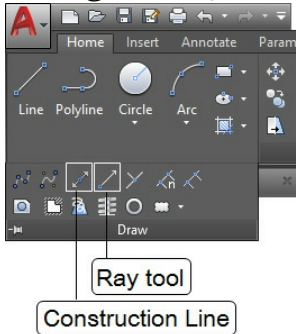 A
Home Insert Annotate Param
Line Polyline Circle Arc
n
Draw
Ray tool
Construction Line